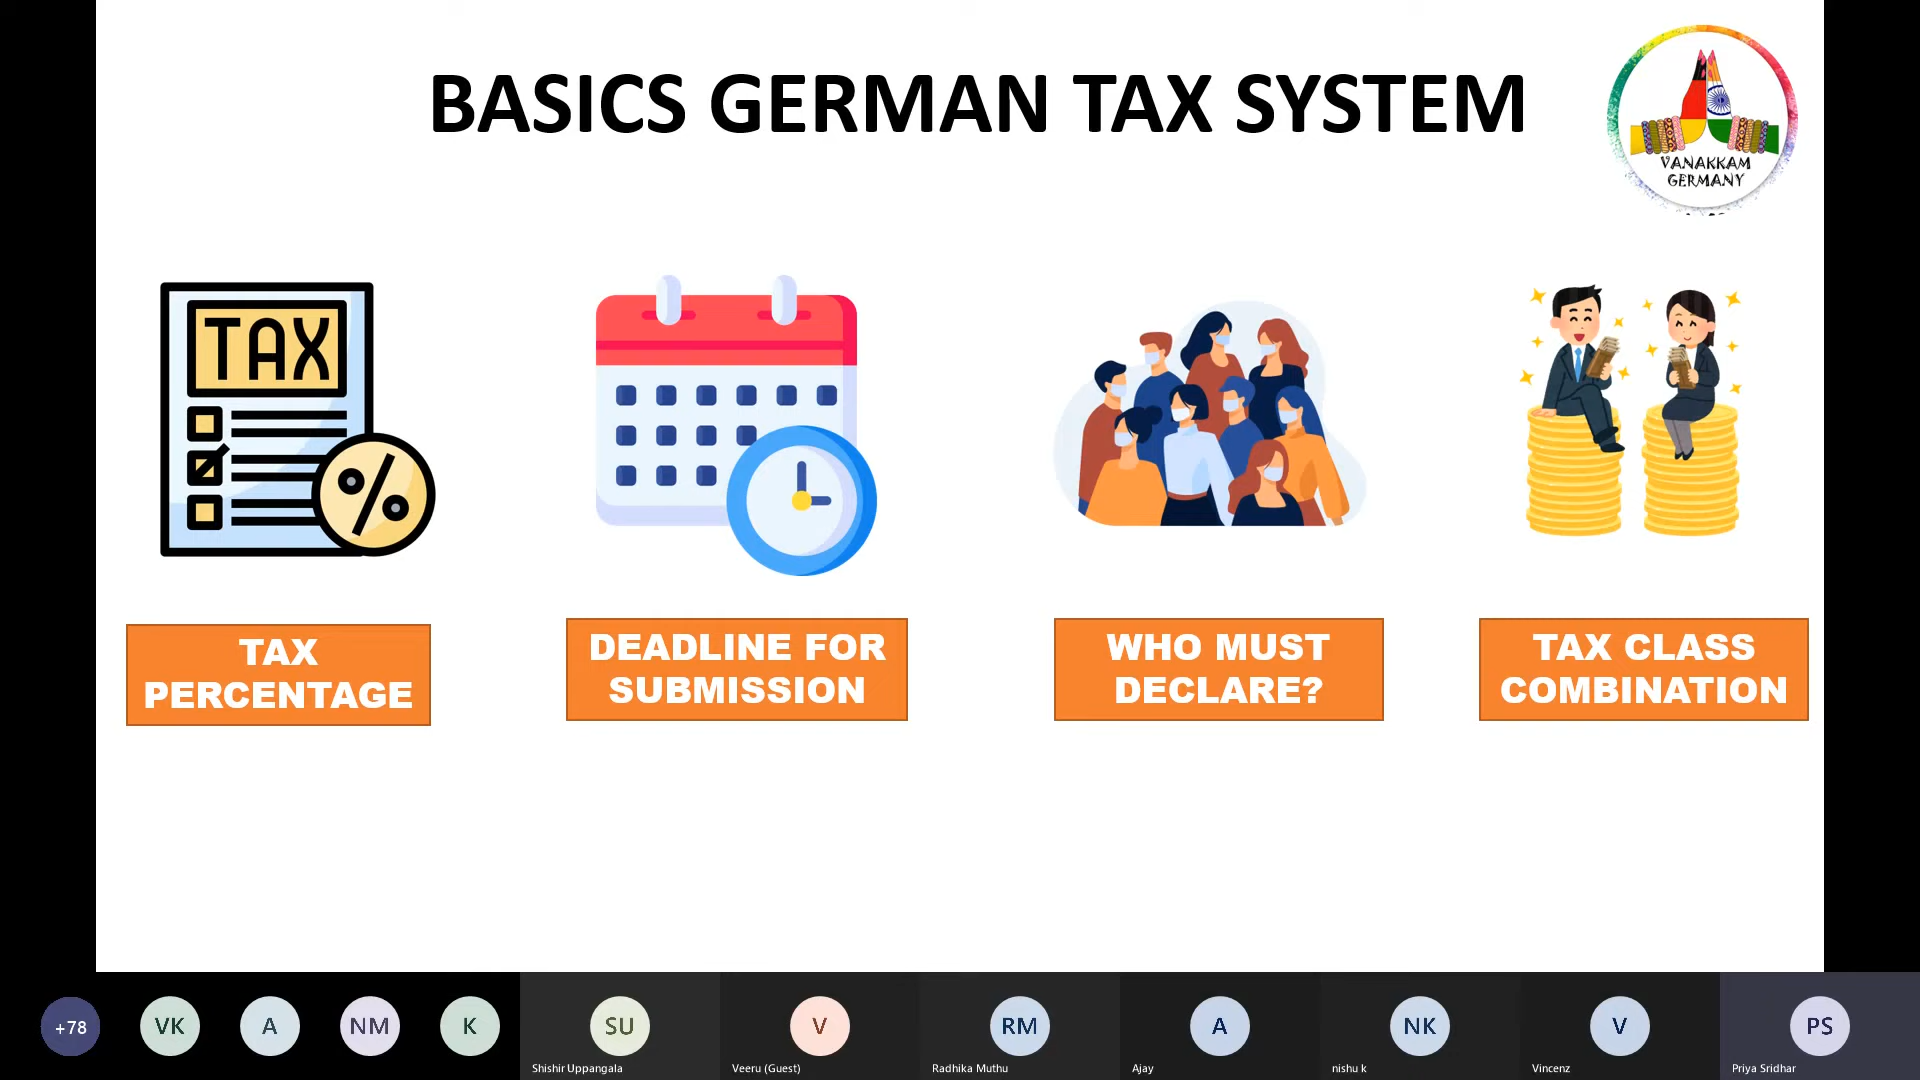 BASICS GERMAN TAX SYSTEM
VANAKKAM
GERMANY
TAX
%
TAX
PERCENTAGE
DEADLINE FOR
SUBMISSION
WHO MUST
DECLARE?
TAX CLASS
COMBINATION
+78
VK
A
NM
K
SU
V
RM
A
NK
V
PS
Shishir Uppangala
Veeru (Guest)
Radhika Muthu
Ajay
nishu k
Vincenz
Priya Sridhar